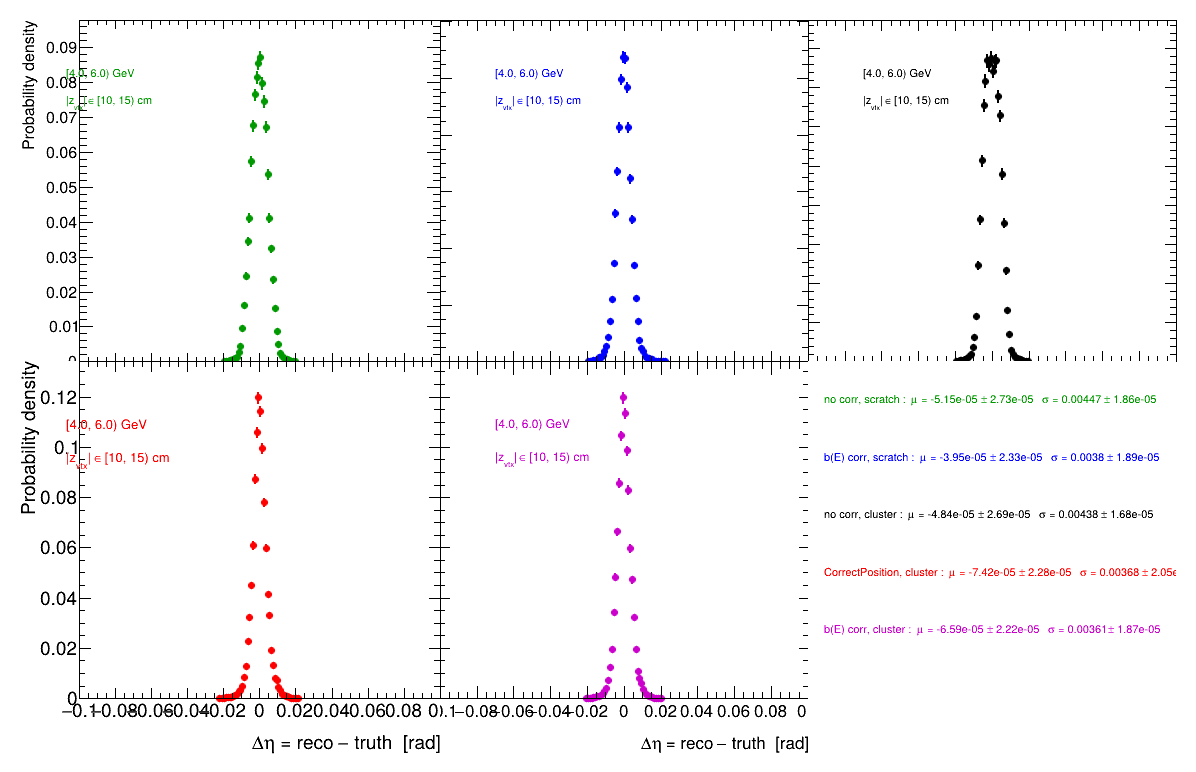 Probability density
0.09
0.08
0.07
0.06
0.05
0.04
0.03
0.02
0.01
0
[4.0, 6.0) GeV
|z_vtx| ∈ [10, 15) cm
[4.0, 6.0) GeV
|z_vtx| ∈ [10, 15) cm
[4.0, 6.0) GeV
|z_vtx| ∈ [10, 15) cm
Probability density
0.12
0.1
0.08
0.06
0.04
0.02
0
[4.0, 6.0) GeV
|z_vtx| ∈ [10, 15) cm
−0.1 −0.08 −0.06 −0.04 −0.02 0 0.02 0.04 0.06 0.08 0.1
Δη = reco − truth [rad]
[4.0, 6.0) GeV
|z_vtx| ∈ [10, 15) cm
−0.08 −0.06 −0.04 −0.02 0 0.02 0.04 0.06 0.08 0
Δη = reco − truth [rad]
no corr, scratch : μ = -5.15e-05 ± 2.73e-05 σ = 0.00447 ± 1.86e-05
b(E) corr, scratch : μ = -3.95e-05 ± 2.33e-05 σ = 0.0038 ± 1.89e-05
no corr, cluster : μ = -4.84e-05 ± 2.69e-05 σ = 0.00438 ± 1.68e-05
CorrectPosition, cluster : μ = -7.42e-05 ± 2.28e-05 σ = 0.00368 ± 2.05e
b(E) corr, cluster : μ = -6.59e-05 ± 2.22e-05 σ = 0.00361 ± 1.87e-05